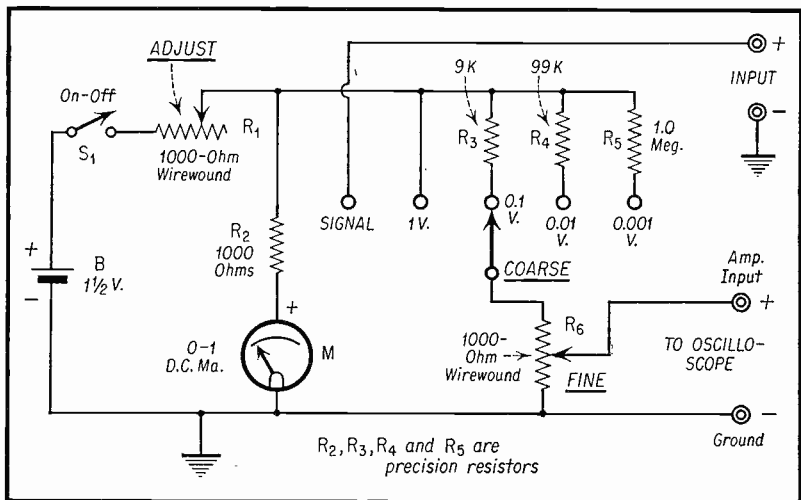 ADJUST
On-Off
S1
R1
1000-Ohm
Wirewound
+
B
1½ V.
−
R2
1000
Ohms
+
0-1
D.C. Ma.
M
SIGNAL
1V.
9K
R3
0.1
V.
99K
R4
0.01
V.
R5
1.0
Meg.
0.001
V.
COARSE
+
INPUT
−
Amp.
Input
+
R6
1000-
Ohm
Wirewound
FINE
TO OSCILLO-
SCOPE
−
Ground
R2, R3, R4 and R5 are
precision resistors